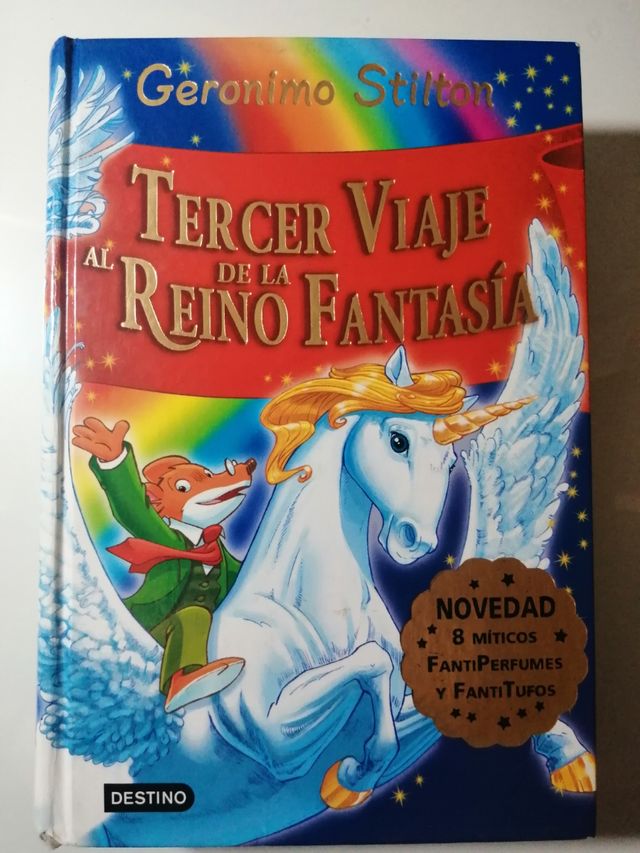 Geronimo Stilton
TERCER VIAJE
AL REINO DE LA FANTASÍA
NOVEDAD
8 MÍTICOS
FANTIPERFUMES
Y FANTITUFOS
DESTINO